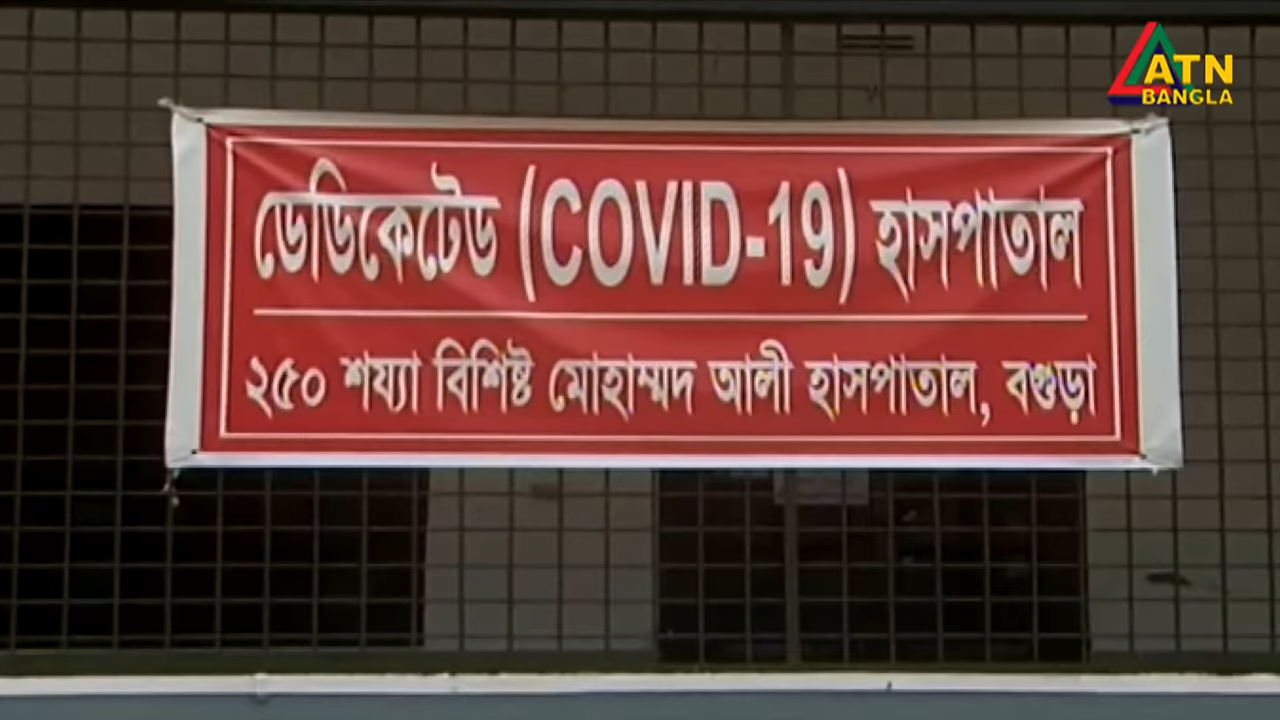 ATN
BANGLA
ডেডিকেটেড (COVID-19) হাসপাতাল
২৫০ শয্যা বিশিষ্ট মোহাম্মদ আলী হাসপাতাল, বগুড়া